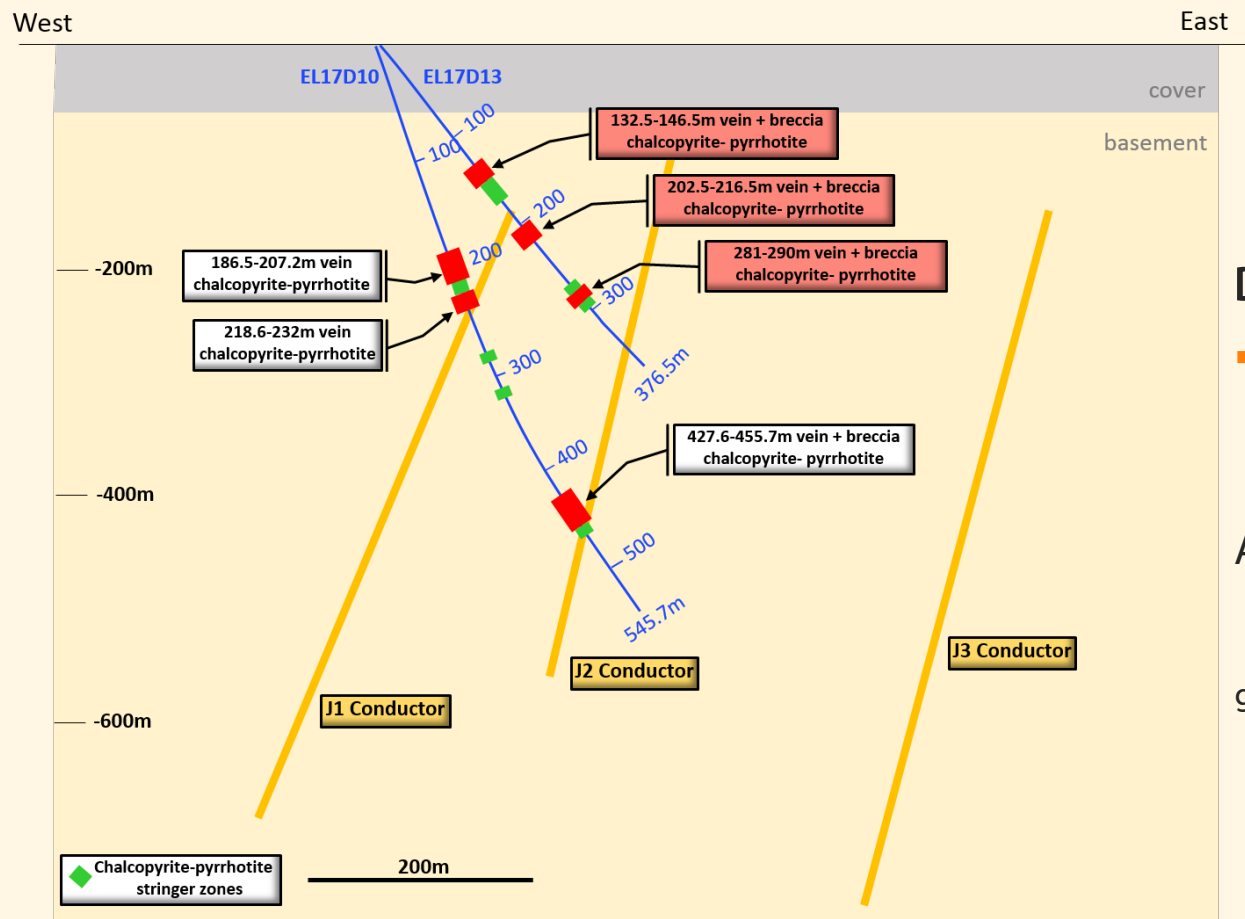 West
East
EL17D10
EL17D13
cover
basement
100
100
132.5-146.5m vein + breccia
chalcopyrite- pyrrhotite
202.5-216.5m vein + breccia
chalcopyrite- pyrrhotite
200
200
281-290m vein + breccia
chalcopyrite- pyrrhotite
300
186.5-207.2m vein
chalcopyrite-pyrrhotite
218.6-232m vein
chalcopyrite-pyrrhotite
-200m
300
376.5m
427.6-455.7m vein + breccia
chalcopyrite- pyrrhotite
400
-400m
500
545.7m
J3 Conductor
J2 Conductor
J1 Conductor
-600m
Chalcopyrite-pyrrhotite
stringer zones
200m